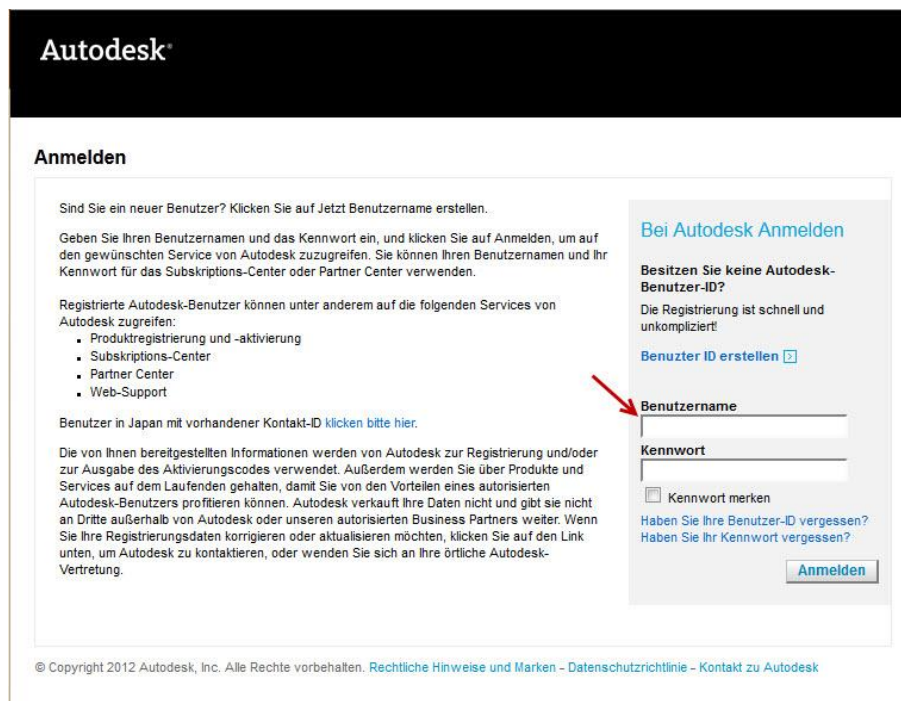 Autodesk®
Anmelden
Sind Sie ein neuer Benutzer? Klicken Sie auf Jetzt Benutzername erstellen.
Geben Sie Ihren Benutzernamen und das Kennwort ein, und klicken Sie auf Anmelden, um auf
den gewünschten Service von Autodesk zuzugreifen. Sie können Ihren Benutzernamen und Ihr
Kennwort für das Subskriptions-Center oder Partner Center verwenden.
Registrierte Autodesk-Benutzer können unter anderem auf die folgenden Services von
Autodesk zugreifen:
▪ Produktregistrierung und -aktivierung
▪ Subskriptions-Center
▪ Partner Center
▪ Web-Support
Benutzer in Japan mit vorhandener Kontakt-ID klicken bitte hier.
Die von Ihnen bereitgestellten Informationen werden von Autodesk zur Registrierung und/oder
zur Ausgabe des Aktivierungscodes verwendet. Außerdem werden Sie über Produkte und
Services auf dem Laufenden gehalten, damit Sie von den Vorteilen eines autorisierten
Autodesk-Benutzers profitieren können. Autodesk verkauft Ihre Daten nicht und gibt sie nicht
an Dritte außerhalb von Autodesk oder unseren autorisierten Business Partners weiter. Wenn
Sie Ihre Registrierungsdaten korrigieren oder aktualisieren möchten, klicken Sie auf den Link
unten, um Autodesk zu kontaktieren, oder wenden Sie sich an Ihre örtliche Autodesk-
Vertretung.
Bei Autodesk Anmelden
Besitzen Sie keine Autodesk-
Benutzer-ID?
Die Registrierung ist schnell und
unkompliziert!
Benuzter ID erstellen
Benutzername
Kennwort
Kennwort merken
Haben Sie Ihre Benutzer-ID vergessen?
Haben Sie Ihr Kennwort vergessen?
Anmelden
© Copyright 2012 Autodesk, Inc. Alle Rechte vorbehalten. Rechtliche Hinweise und Marken - Datenschutzrichtlinie - Kontakt zu Autodesk